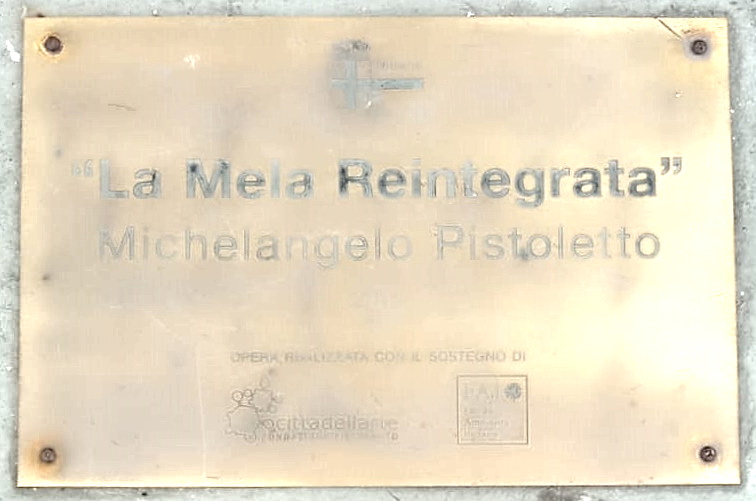 “La Mela Reintegrata”
Michelangelo Pistoletto
OPERA REALIZZATA CON IL SOSTEGNO DI
cittadellarte
FAI